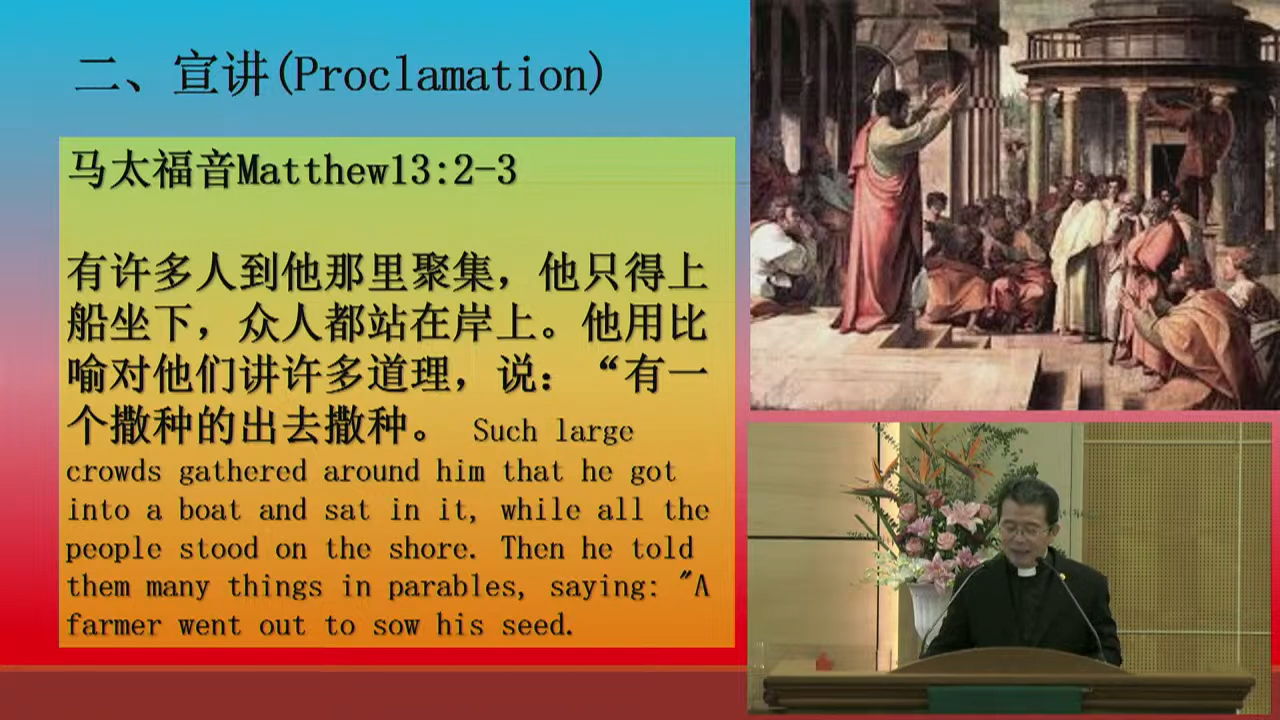 二、宣讲(Proclamation)
马太福音Matthew13:2-3
有许多人到他那里聚集，他只得上
船坐下，众人都站在岸上。他用比
喻对他们讲许多道理，说：“有一
个撒种的出去撒种。 Such large
crowds gathered around him that he got
into a boat and sat in it, while all the
people stood on the shore. Then he told
them many things in parables, saying: "A
farmer went out to sow his seed.